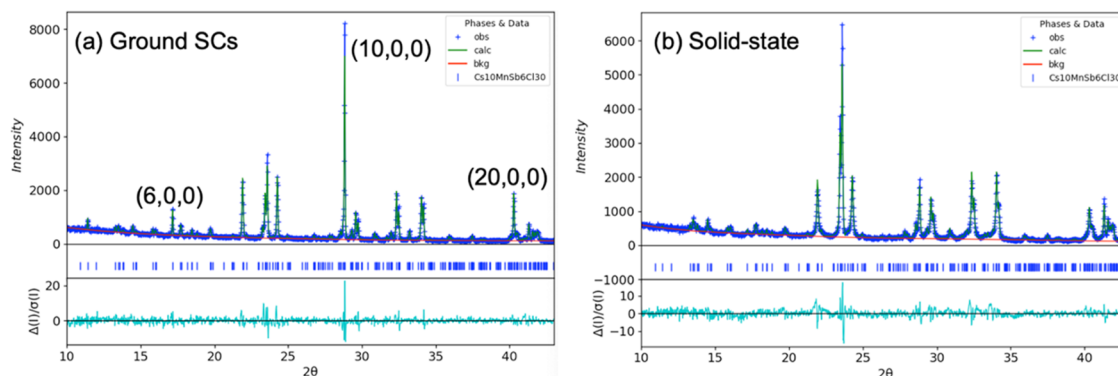 (a) Ground SCs
(10,0,0)
(6,0,0)
(20,0,0)
Phases & Data
obs
calc
bkg
Cs10MnSb6Cl30
8000
6000
4000
2000
0
Intensity
20
0
Δ(I)/σ(I)
10 15 20 25 30 35 40
2θ
(b) Solid-state
Phases & Data
obs
calc
bkg
Cs10MnSb6Cl30
6000
5000
4000
3000
2000
1000
0
−1000
Intensity
10
0
−10
Δ(I)/σ(I)
10 15 20 25 30 35 40
2θ